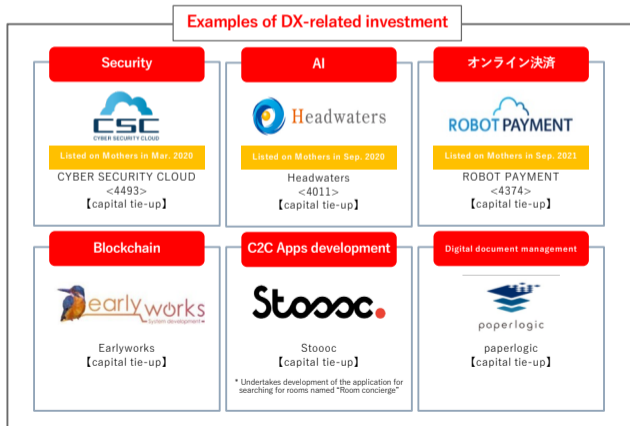 Examples of DX-related investment
Security
CSC
CYBER SECURITY CLOUD
Listed on Mothers in Mar. 2020
CYBER SECURITY CLOUD
<4493>
【capital tie-up】
AI
Headwaters
Listed on Mothers in Sep. 2020
Headwaters
<4011>
【capital tie-up】
オンライン決済
ROBOT PAYMENT
Listed on Mothers in Sep. 2021
ROBOT PAYMENT
<4374>
【capital tie-up】
Blockchain
earlyworks
System development
Earlyworks
【capital tie-up】
C2C Apps development
Stoooc.
Stoooc
【capital tie-up】
* Undertakes development of the application for
searching for rooms named “Room concierge”
Digital document management
paperlogic
paperlogic
【capital tie-up】